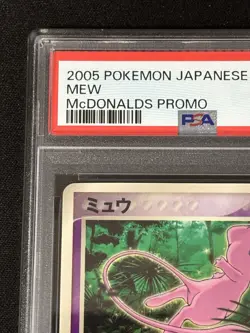 2005 POKEMON JAPANESE
MEW
McDONALDS PROMO
PSA
ミュウ